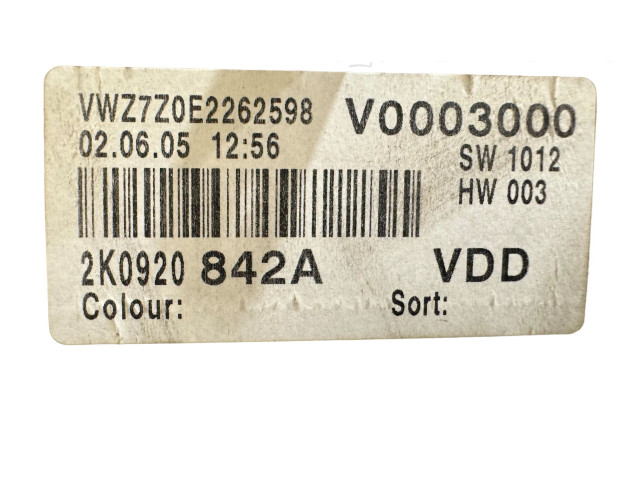 VWZ7Z0E2262598 V0003000
02.06.05 12:56 SW 1012
HW 003
2K0920 842A VDD
Colour: Sort: